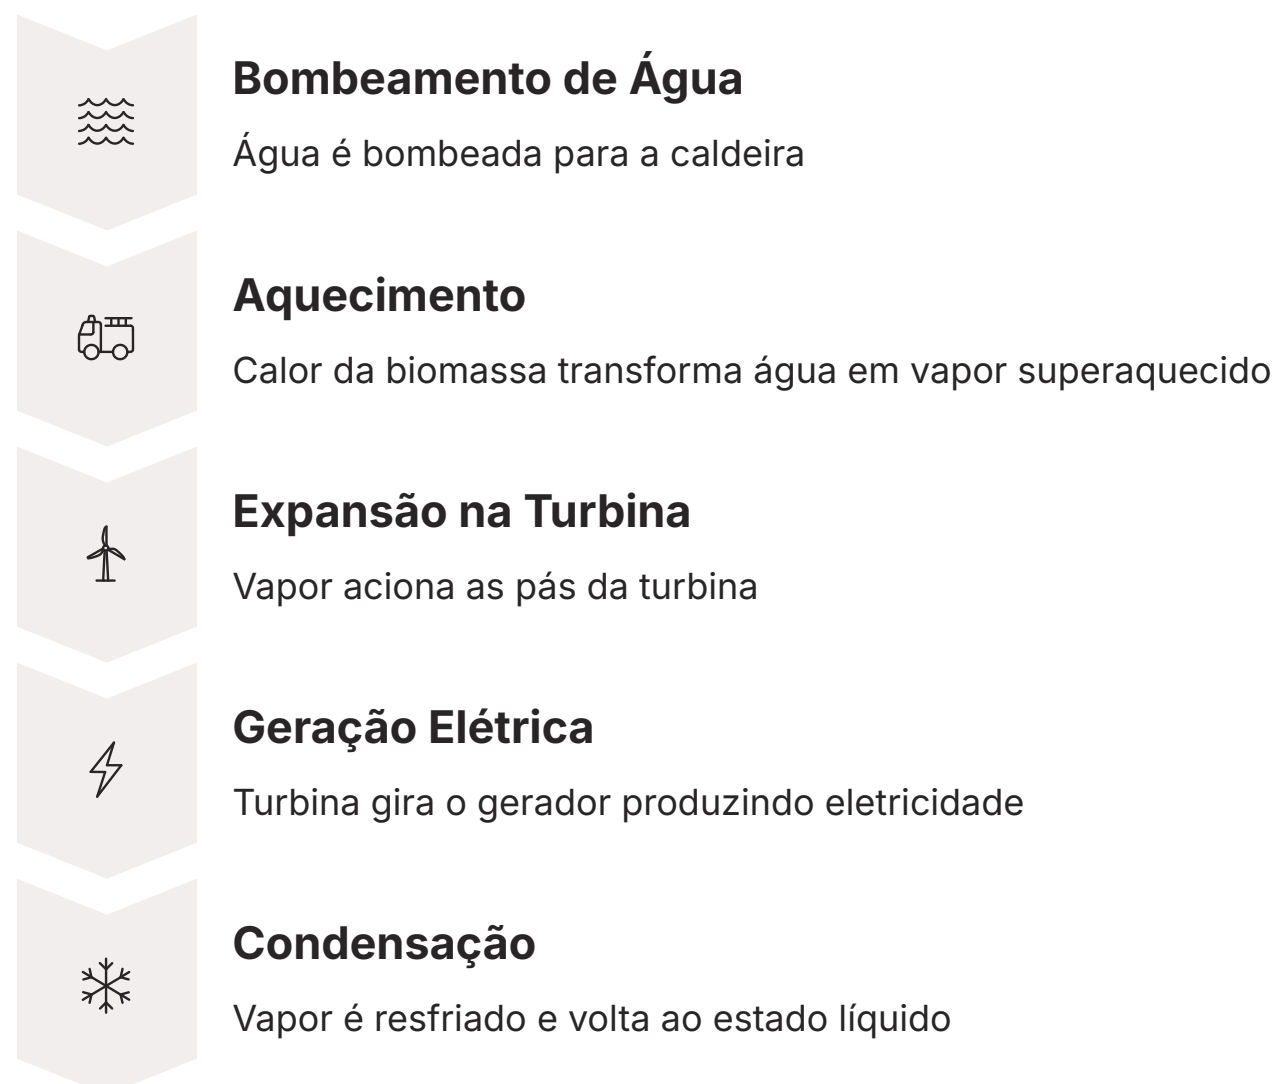 Bombeamento de Água
Água é bombeada para a caldeira
Aquecimento
Calor da biomassa transforma água em vapor superaquecido
Expansão na Turbina
Vapor aciona as pás da turbina
Geração Elétrica
Turbina gira o gerador produzindo eletricidade
Condensação
Vapor é resfriado e volta ao estado líquido